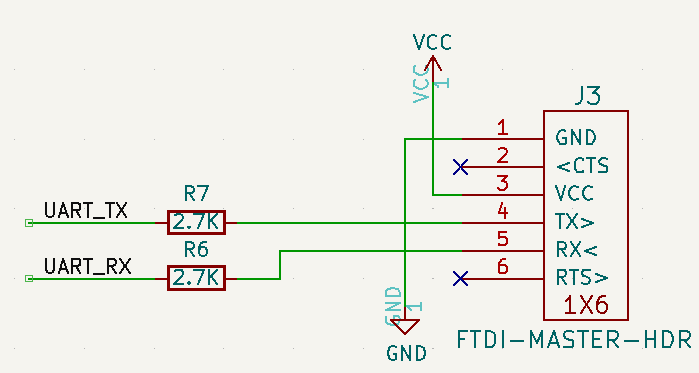 VCC
VCC
1
J3
1 GND
2 <CTS
3 VCC
R7
UART_TX
2.7K
4 TX>
R6
UART_RX
2.7K
5 RX<
6 RTS>
GND
1
1X6
FTDI-MASTER-HDR
GND